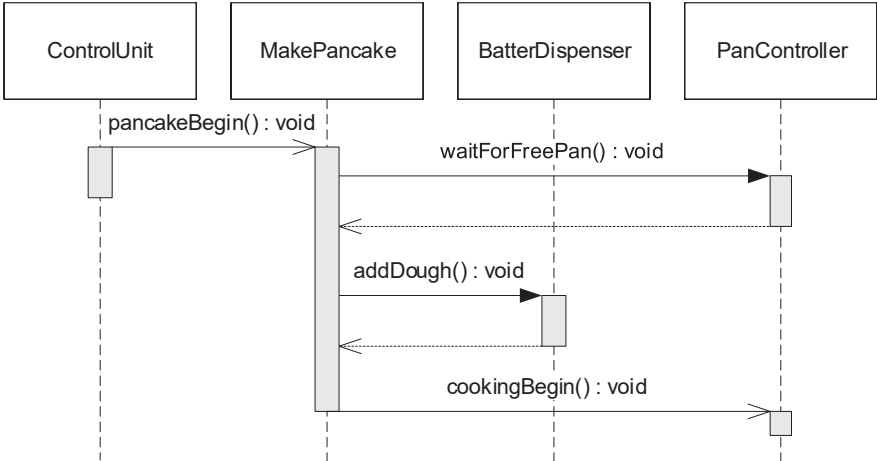 ControlUnit
MakePancake
BatterDispenser
PanController
pancakeBegin() : void
waitForFreePan() : void
addDough() : void
cookingBegin() : void